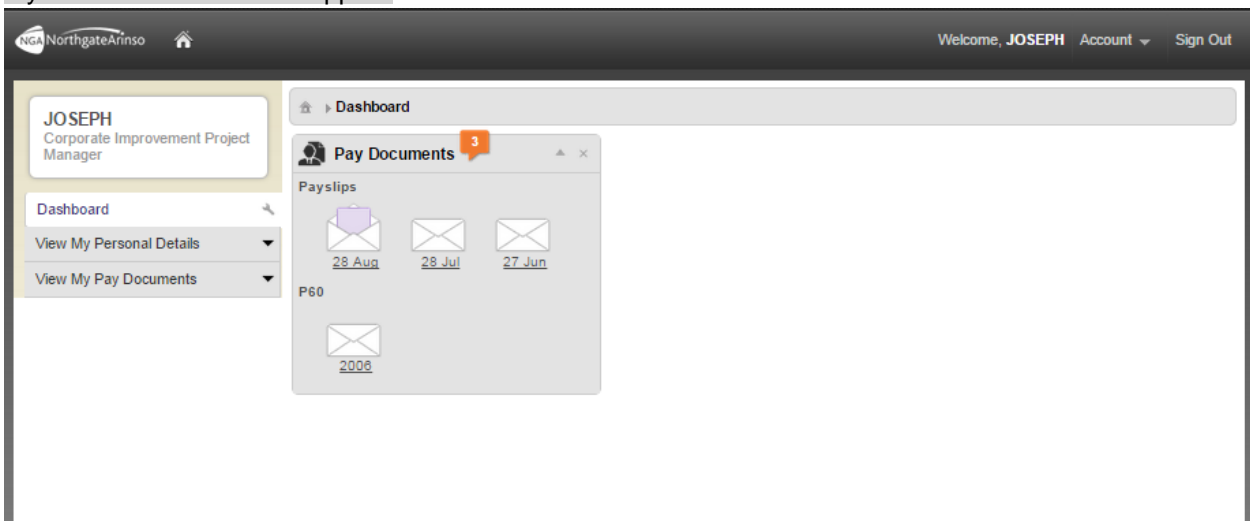 NGA NorthgateArinso
Welcome, JOSEPH Account Sign Out
JOSEPH
Corporate Improvement Project
Manager
Dashboard
View My Personal Details
View My Pay Documents
Dashboard
Pay Documents 3
Payslips
28 Aug 28 Jul 27 Jun
P60
2006